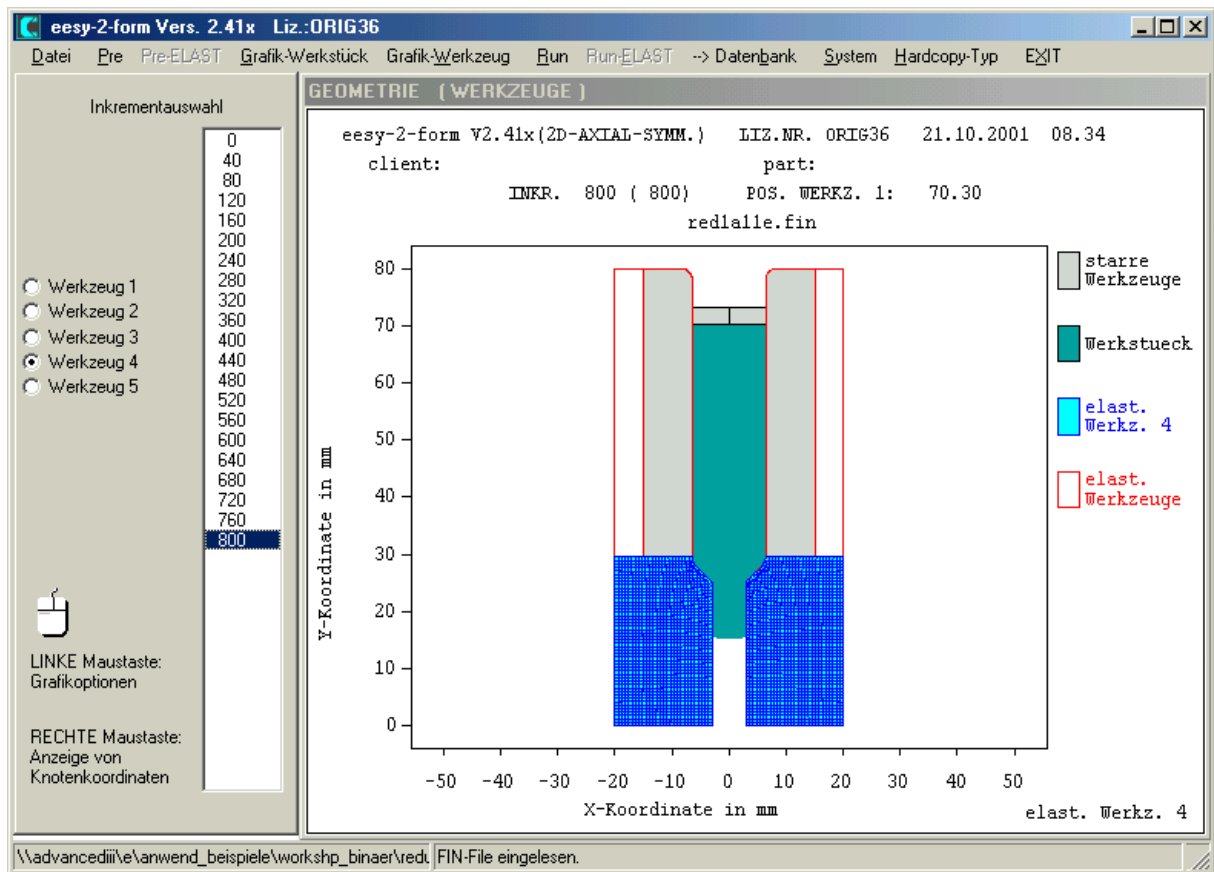 eesy-2-form Vers. 2.41x Liz.:ORIG36
Datei Pre Pre-ELAST Grafik-Werkstück Grafik-Werkzeug Run Run-ELAST --> Datenbank System Hardcopy-Typ EXIT
Inkrementauswahl
0
40
80
120
160
200
240
280
320
360
400
440
480
520
560
600
640
680
720
760
800
Werkzeug 1
Werkzeug 2
Werkzeug 3
Werkzeug 4
Werkzeug 5
LINKE Maustaste:
Grafikoptionen
RECHTE Maustaste:
Anzeige von
Knotenkoordinaten
GEOMETRIE ( WERKZEUGE )
eesy-2-form V2.41x(2D-AXIAL-SYMM.) LIZ.NR. ORIG36 21.10.2001 08.34
client: part:
INKR. 800 ( 800) POS. WERKZ. 1: 70.30
redlalle.fin
80
70
60
50
40
30
20
10
0
Y-Koordinate in mm
-50 -40 -30 -20 -10 0 10 20 30 40 50
X-Koordinate in mm
starre
Werkzeuge
Werkstueck
elast.
Werkz. 4
elast.
Werkzeuge
elast. Werkz. 4
\\advancediii\e\anwend_beispiele\workshp_binaer\redu FIN-File eingelesen.